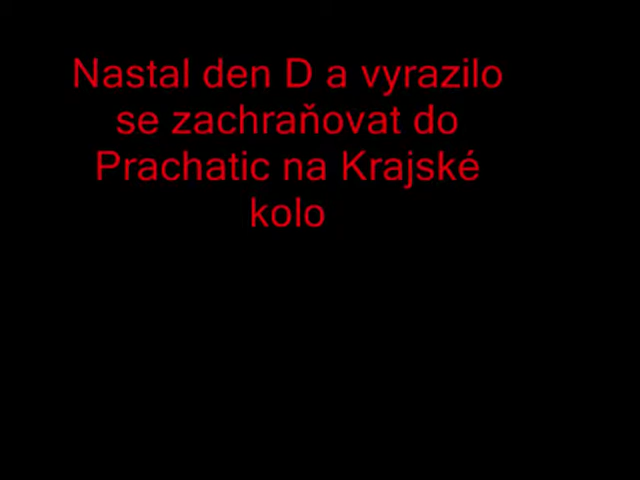 Nastal den D a vyrazilo
se zachraňovat do
Prachatic na Krajské
kolo